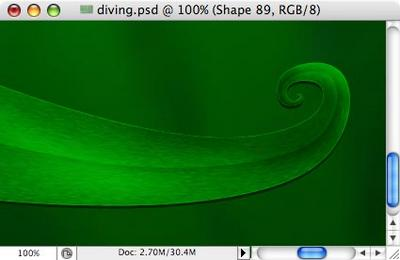 diving.psd @ 100% (Shape 89, RGB/8)
100% Doc: 2.70M/30.4M